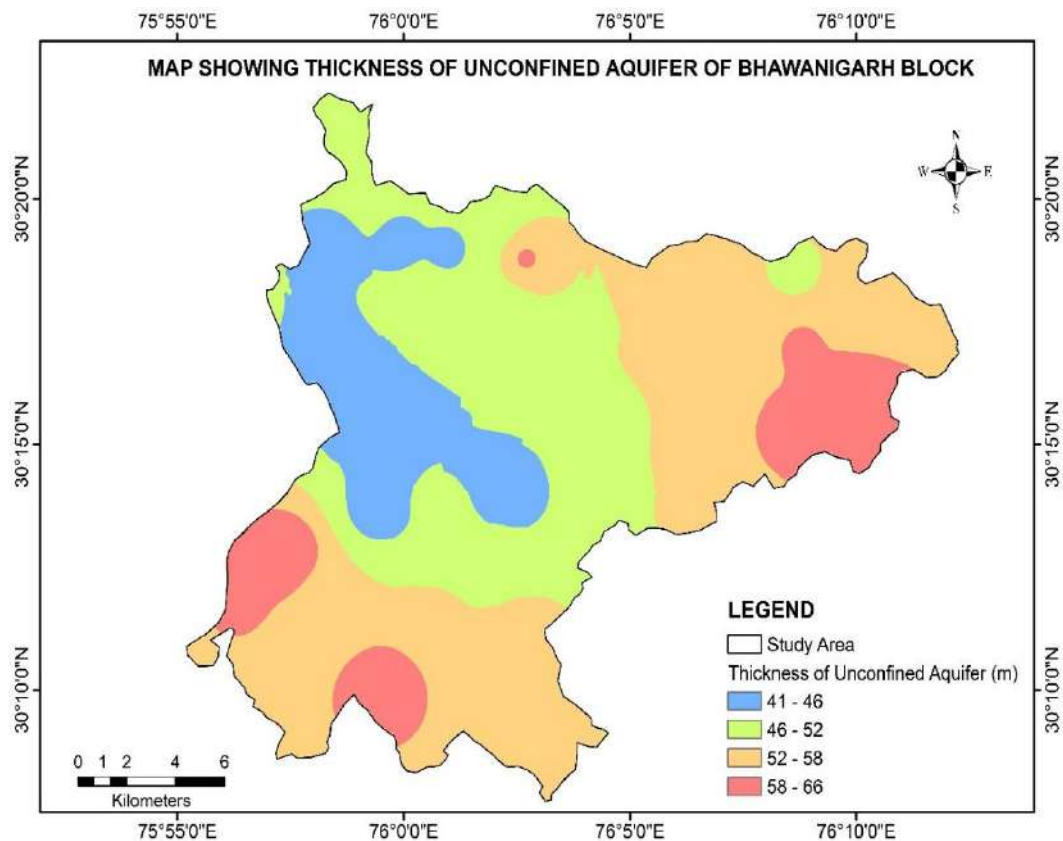 75°55'0"E 76°0'0"E 76°5'0"E 76°10'0"E
MAP SHOWING THICKNESS OF UNCONFINED AQUIFER OF BHAWANIGARH BLOCK
N
W E
S
30°20'0"N 30°20'0"N
30°15'0"N 30°15'0"N
30°10'0"N 30°10'0"N
LEGEND
Study Area
Thickness of Unconfined Aquifer (m)
41 - 46
46 - 52
52 - 58
58 - 66
0 1 2 4 6
Kilometers
75°55'0"E 76°0'0"E 76°5'0"E 76°10'0"E